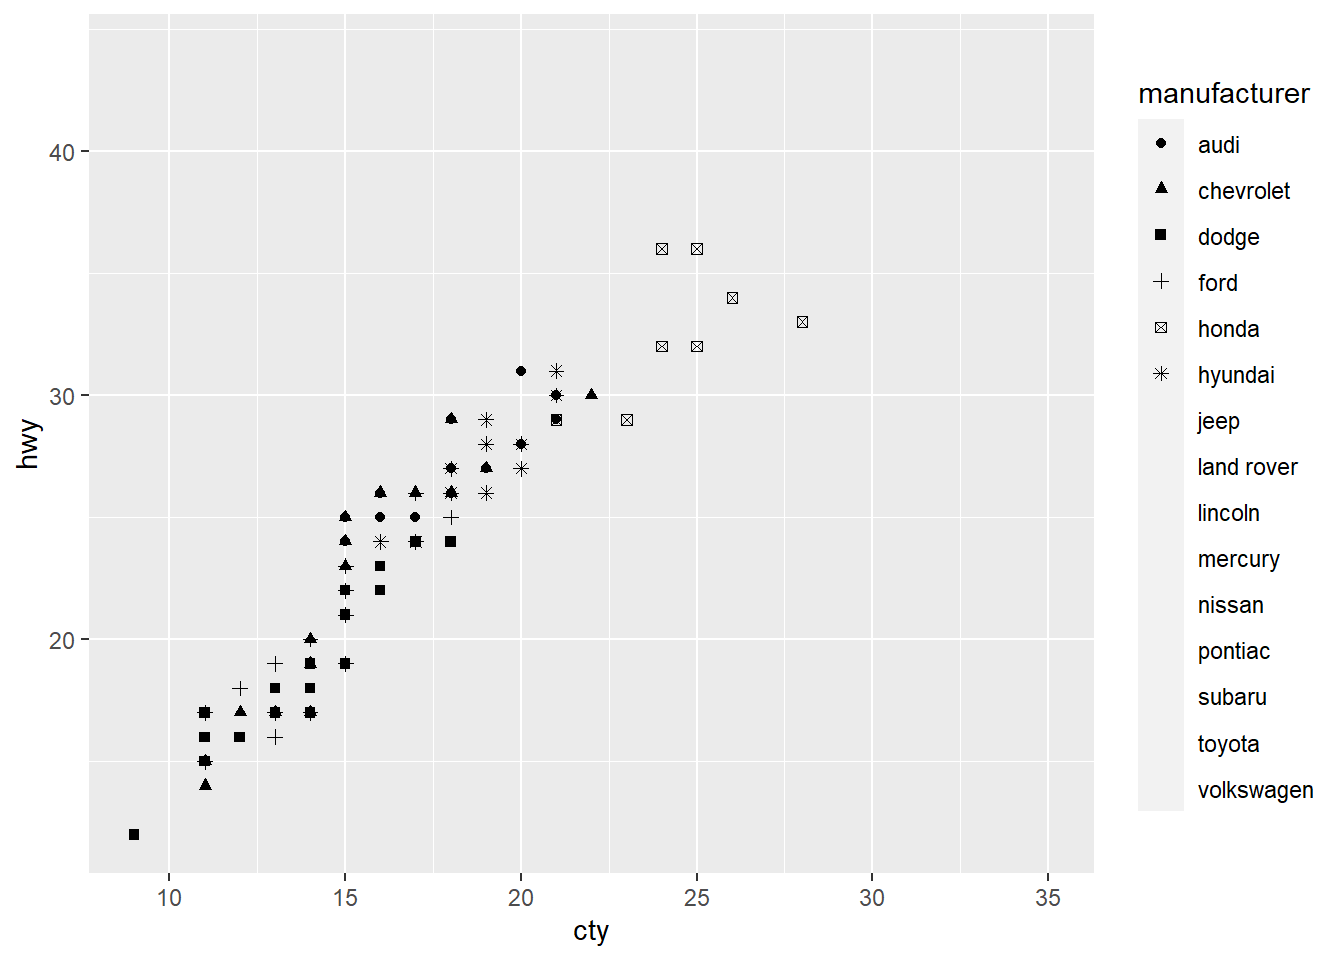 hwy
40
30
20
10 15 20 25 30 35
cty
manufacturer
audi
chevrolet
dodge
ford
honda
hyundai
jeep
land rover
lincoln
mercury
nissan
pontiac
subaru
toyota
volkswagen